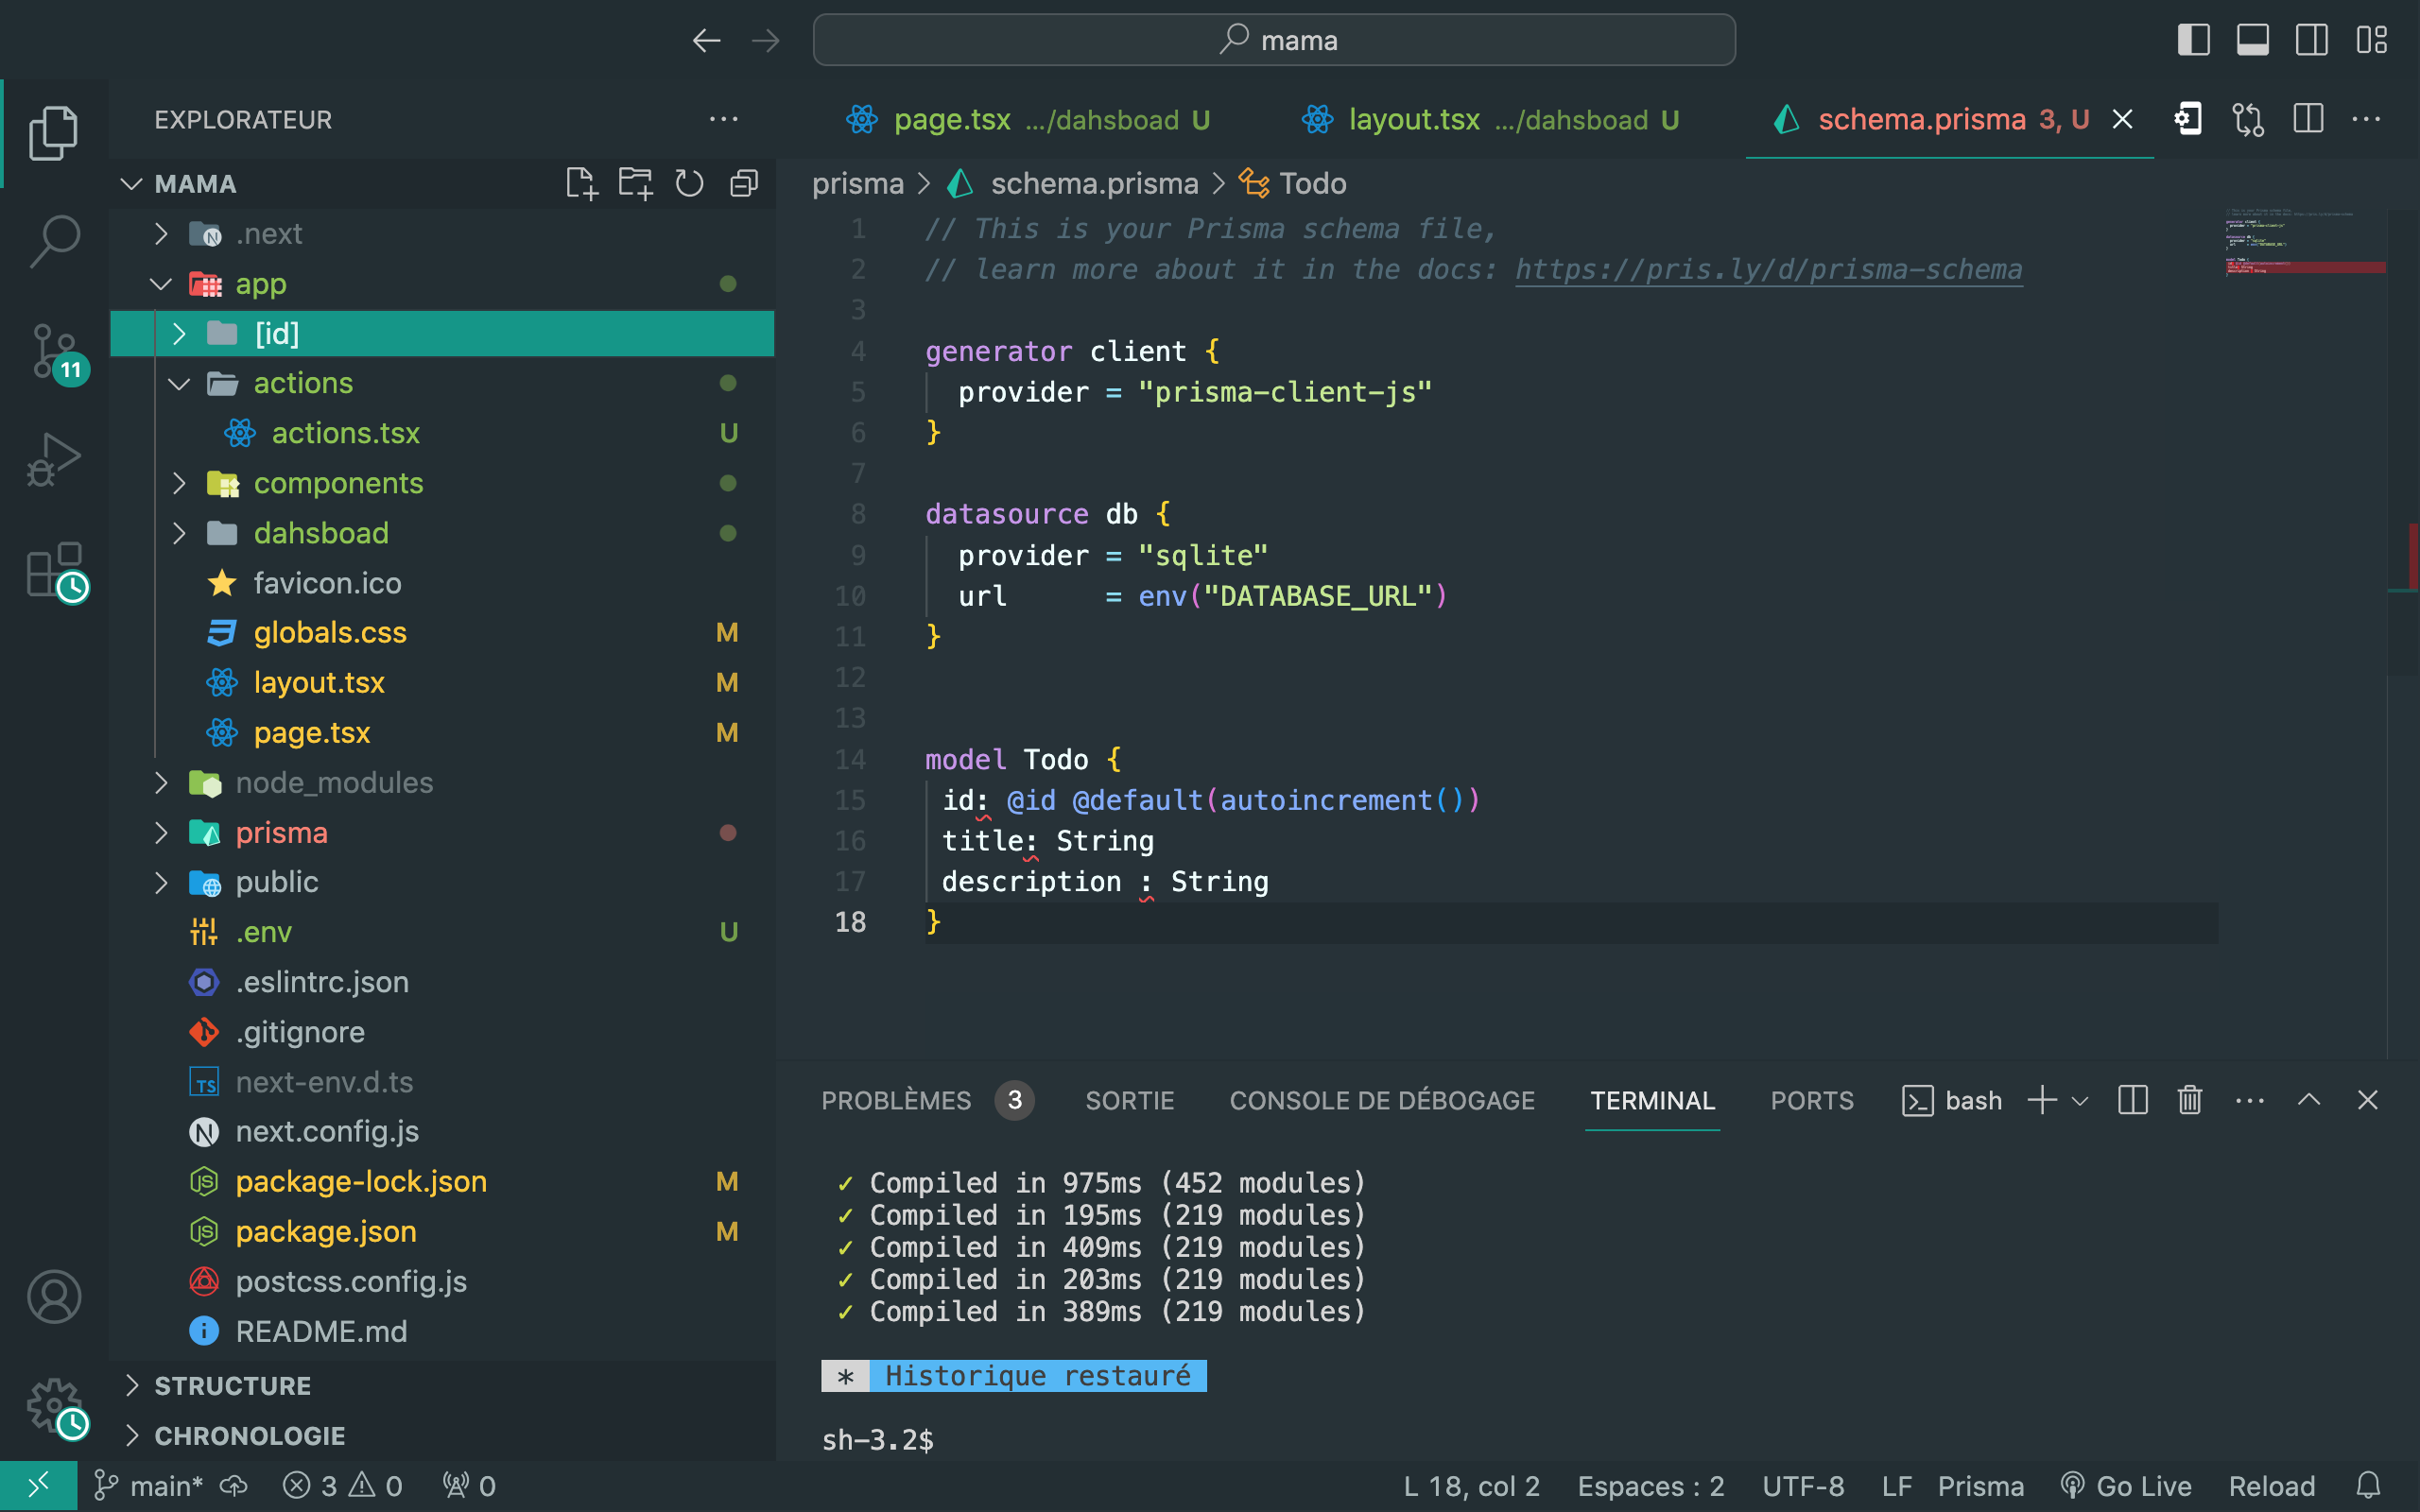 mama
EXPLORATEUR
page.tsx .../dahsboad U
layout.tsx .../dahsboad U
schema.prisma 3, U
MAMA
prisma > schema.prisma > Todo
.next
app
[id]
11
actions
actions.tsx U
components
dahsboad
favicon.ico
globals.css M
layout.tsx M
page.tsx M
node_modules
prisma
public
.env U
.eslintrc.json
.gitignore
TS next-env.d.ts
next.config.js
package-lock.json M
package.json M
postcss.config.js
README.md
STRUCTURE
CHRONOLOGIE
1 // This is your Prisma schema file,
2 // learn more about it in the docs: https://pris.ly/d/prisma-schema
3
4 generator client {
5 provider = "prisma-client-js"
6 }
7
8 datasource db {
9 provider = "sqlite"
10 url      = env("DATABASE_URL")
11 }
12
13
14 model Todo {
15 id: @id @default(autoincrement())
16 title: String
17 description : String
18 }
PROBLÈMES 3 SORTIE CONSOLE DE DÉBOGAGE TERMINAL PORTS bash
✓ Compiled in 975ms (452 modules)
✓ Compiled in 195ms (219 modules)
✓ Compiled in 409ms (219 modules)
✓ Compiled in 203ms (219 modules)
✓ Compiled in 389ms (219 modules)
* Historique restauré
sh-3.2$
main* 3 0 0 L 18, col 2 Espaces : 2 UTF-8 LF Prisma Go Live Reload